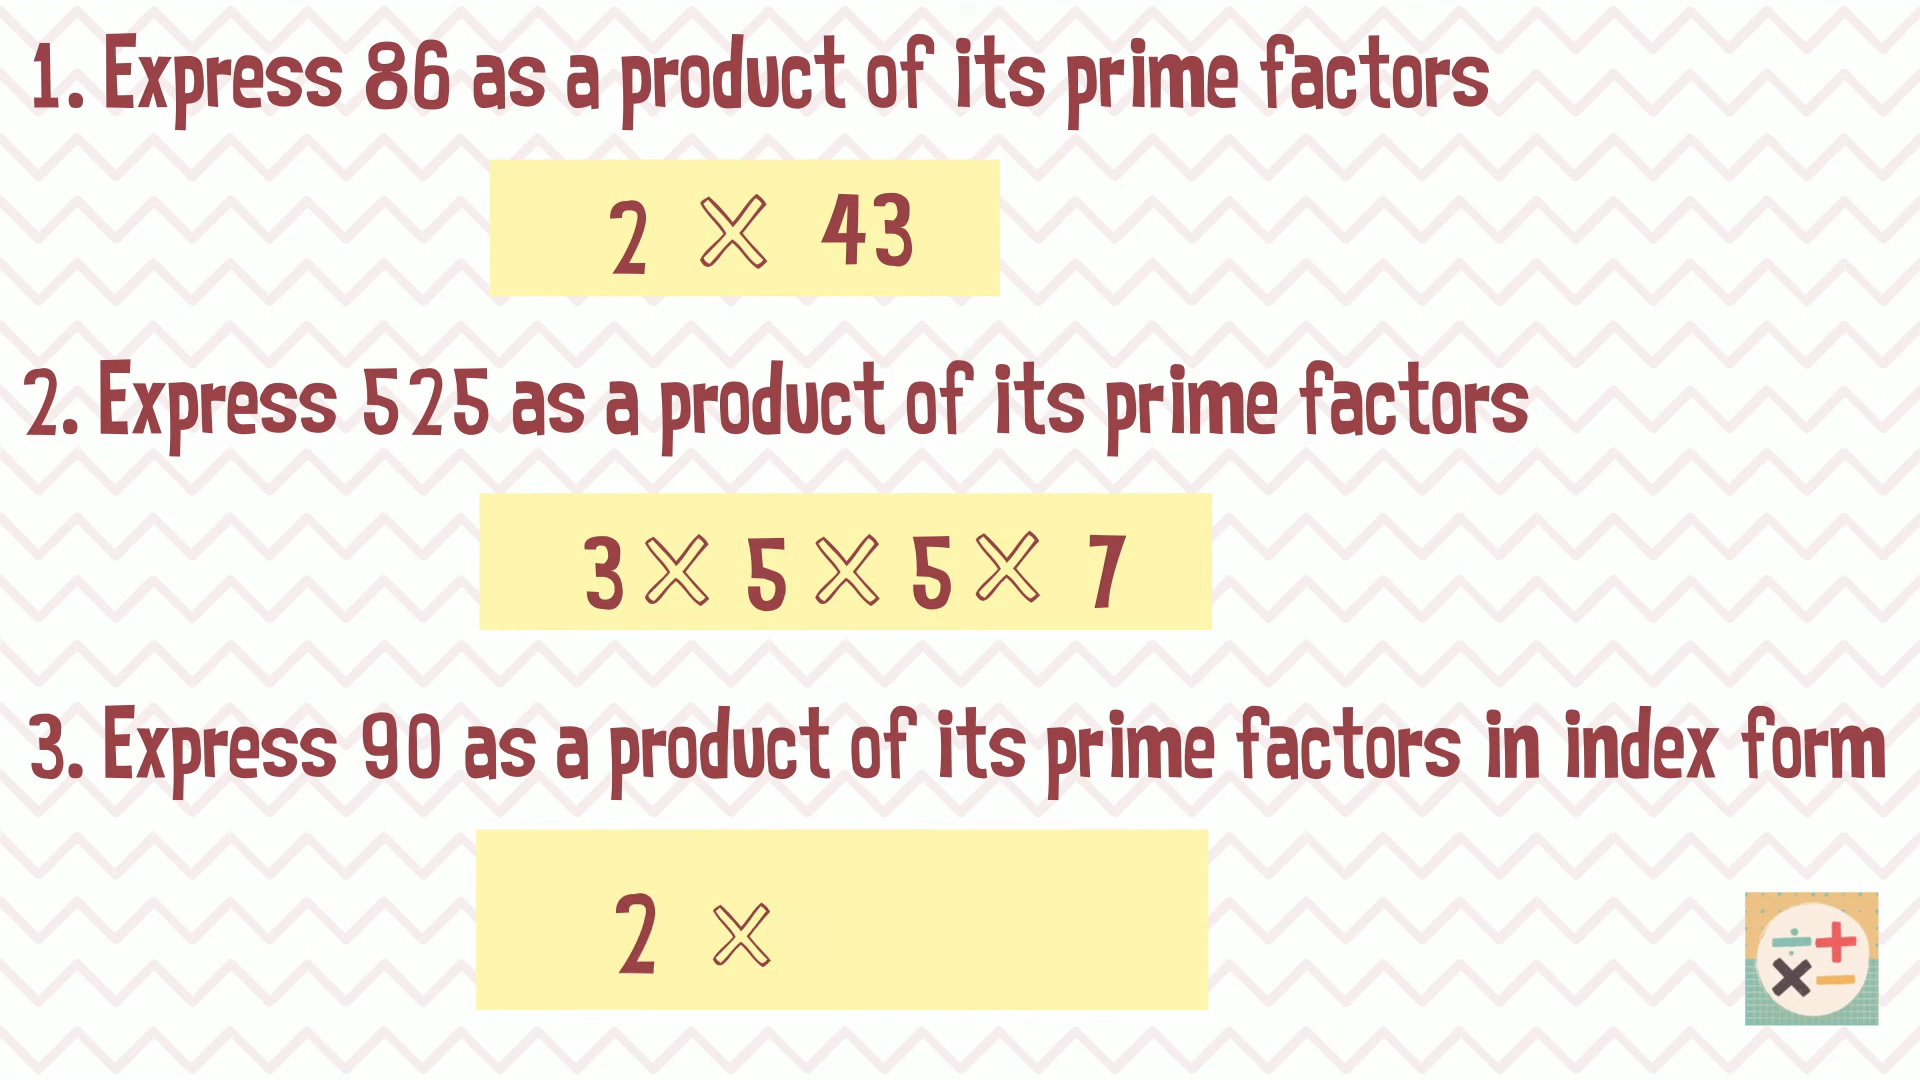 1. Express 86 as a product of its prime factors
2 × 43
2. Express 525 as a product of its prime factors
3 × 5 × 5 × 7
3. Express 90 as a product of its prime factors in index form
2 ×
÷ +
× −